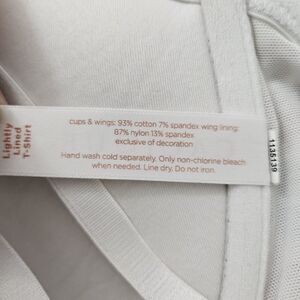 Lightly
Lined
T-Shirt
cups & wings: 93% cotton 7% spandex wing lining:
87% nylon 13% spandex
exclusive of decoration
Hand wash cold separately. Only non-chlorine bleach
when needed. Line dry. Do not iron.
1135139